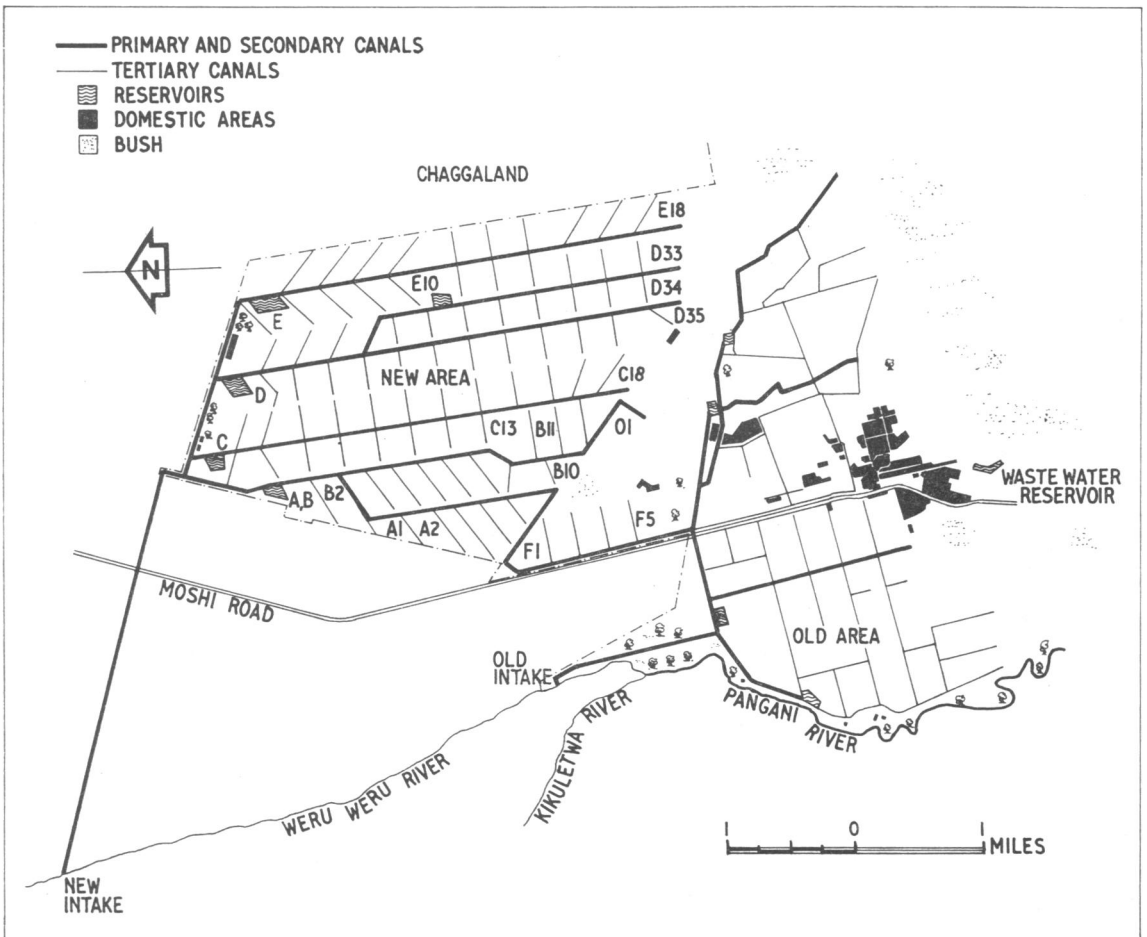 PRIMARY AND SECONDARY CANALS
TERTIARY CANALS
RESERVOIRS
DOMESTIC AREAS
BUSH
CHAGGALAND
N
E18
D33
E10
D34
E
D35
NEW AREA
C18
D
C13
B11
O1
C
B10
A,B
B2
WASTE WATER
RESERVOIR
A1
A2
F5
F1
MOSHI ROAD
OLD AREA
OLD
INTAKE
PANGANI RIVER
KIKULETWA RIVER
WERU WERU RIVER
1
0
1
MILES
NEW
INTAKE